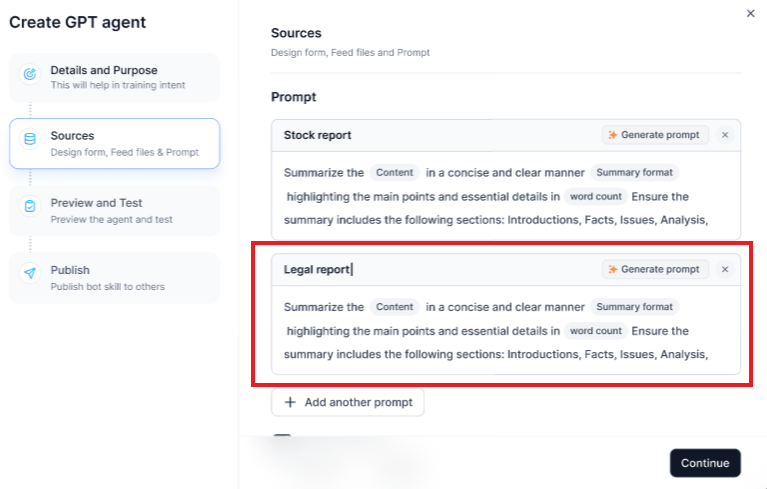 Create GPT agent
Details and Purpose
This will help in training intent
Sources
Design form, Feed files & Prompt
Preview and Test
Preview the agent and test
Publish
Publish bot skill to others
Sources
Design form, Feed files and Prompt
Prompt
Stock report
Generate prompt
Summarize the Content in a concise and clear manner Summary format
highlighting the main points and essential details in word count Ensure the
summary includes the following sections: Introductions, Facts, Issues, Analysis,
Legal report
Generate prompt
Summarize the Content in a concise and clear manner Summary format
highlighting the main points and essential details in word count Ensure the
summary includes the following sections: Introductions, Facts, Issues, Analysis,
+ Add another prompt
Continue